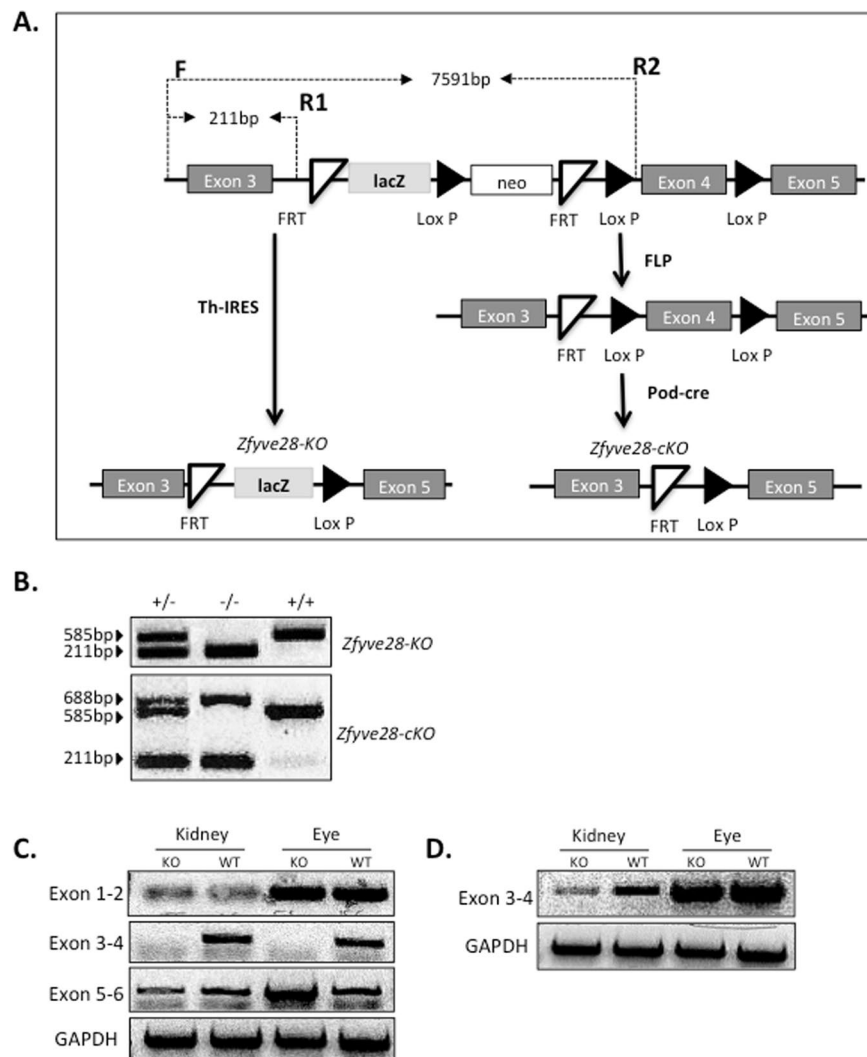 A.
F
7591bp
R2
211bp
R1
Exon 3
lacZ
neo
Exon 4
Exon 5
FRT
Lox P
FRT
Lox P
Lox P
Th-IRES
FLP
Exon 3
Exon 4
Exon 5
FRT
Lox P
Lox P
Pod-cre
Zfyve28-KO
Zfyve28-cKO
Exon 3
lacZ
Exon 5
Exon 3
Exon 5
FRT
Lox P
FRT
Lox P
B.
+/- -/- +/+
585bp
211bp
Zfyve28-KO
688bp
585bp
211bp
Zfyve28-cKO
C.
Kidney Eye
KO WT KO WT
Exon 1-2
Exon 3-4
Exon 5-6
GAPDH
D.
Kidney Eye
KO WT KO WT
Exon 3-4
GAPDH